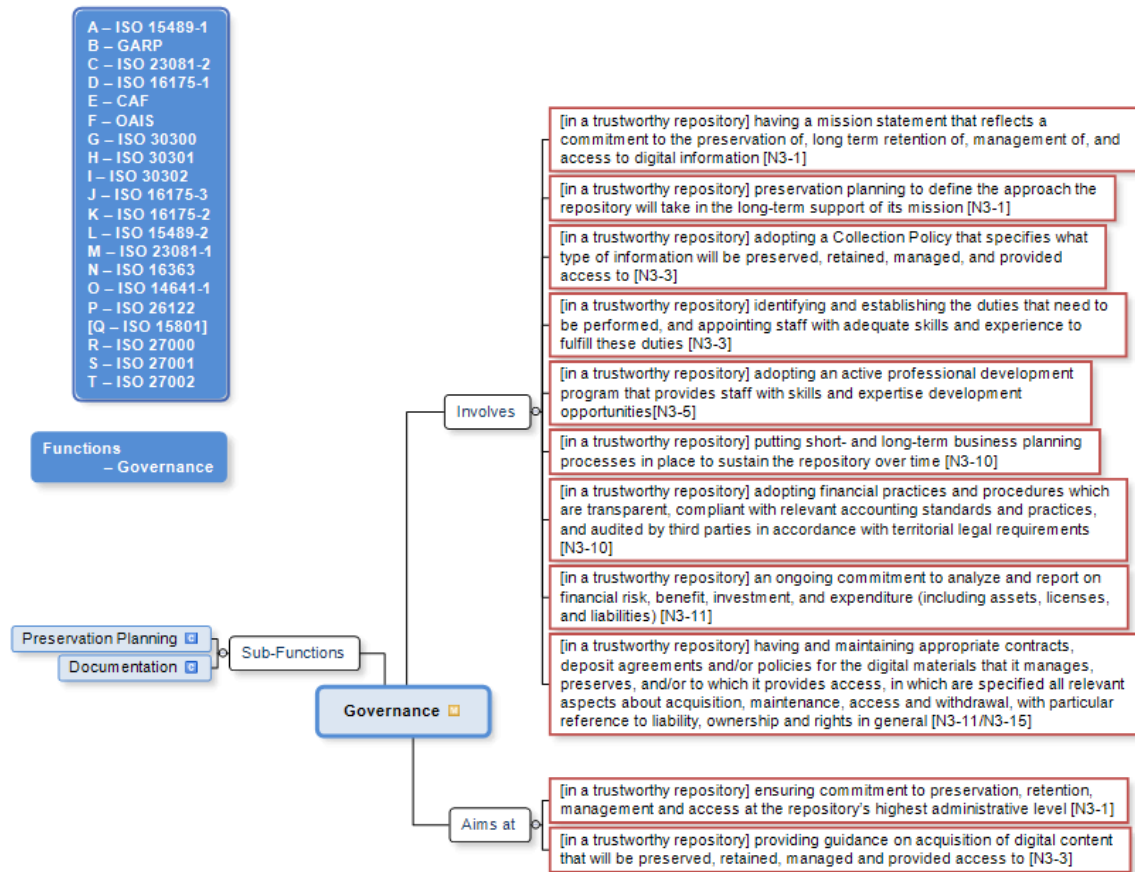 A – ISO 15489-1
B – GARP
C – ISO 23081-2
D – ISO 16175-1
E – CAF
F – OAIS
G – ISO 30300
H – ISO 30301
I – ISO 30302
J – ISO 16175-3
K – ISO 16175-2
L – ISO 15489-2
M – ISO 23081-1
N – ISO 16363
O – ISO 14641-1
P – ISO 26122
[Q – ISO 15801]
R – ISO 27000
S – ISO 27001
T – ISO 27002
Functions
– Governance
Preservation Planning C
Documentation C
Sub-Functions
Governance M
Involves
[in a trustworthy repository] having a mission statement that reflects a
commitment to the preservation of, long term retention of, management of, and
access to digital information [N3-1]
[in a trustworthy repository] preservation planning to define the approach the
repository will take in the long-term support of its mission [N3-1]
[in a trustworthy repository] adopting a Collection Policy that specifies what
type of information will be preserved, retained, managed, and provided
access to [N3-3]
[in a trustworthy repository] identifying and establishing the duties that need to
be performed, and appointing staff with adequate skills and experience to
fulfill these duties [N3-3]
[in a trustworthy repository] adopting an active professional development
program that provides staff with skills and expertise development
opportunities[N3-5]
[in a trustworthy repository] putting short- and long-term business planning
processes in place to sustain the repository over time [N3-10]
[in a trustworthy repository] adopting financial practices and procedures which
are transparent, compliant with relevant accounting standards and practices,
and audited by third parties in accordance with territorial legal requirements
[N3-10]
[in a trustworthy repository] an ongoing commitment to analyze and report on
financial risk, benefit, investment, and expenditure (including assets, licenses,
and liabilities) [N3-11]
[in a trustworthy repository] having and maintaining appropriate contracts,
deposit agreements and/or policies for the digital materials that it manages,
preserves, and/or to which it provides access, in which are specified all relevant
aspects about acquisition, maintenance, access and withdrawal, with particular
reference to liability, ownership and rights in general [N3-11/N3-15]
Aims at
[in a trustworthy repository] ensuring commitment to preservation, retention,
management and access at the repository's highest administrative level [N3-1]
[in a trustworthy repository] providing guidance on acquisition of digital content
that will be preserved, retained, managed and provided access to [N3-3]